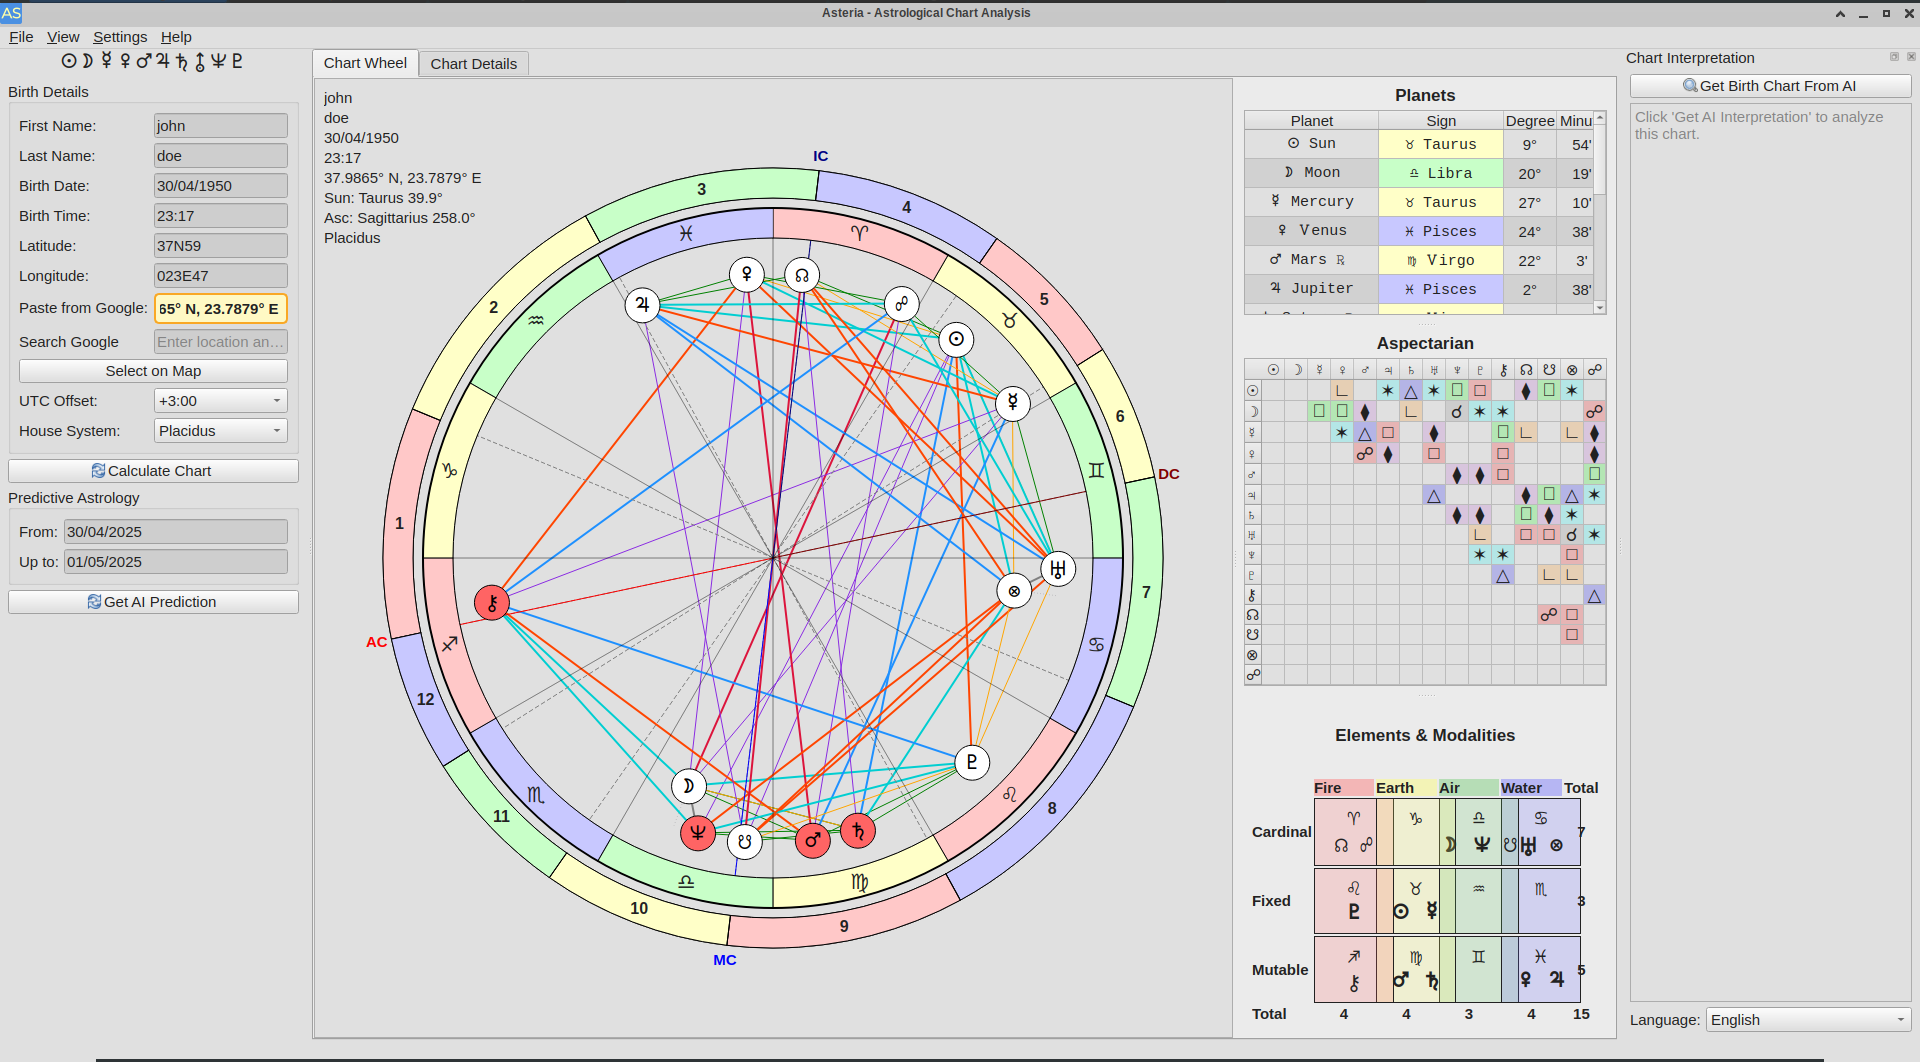 AS
Asteria - Astrological Chart Analysis
File View Settings Help
☉☽☿♀♂♃♄⛢♆♇
Birth Details
First Name: john
Last Name: doe
Birth Date: 30/04/1950
Birth Time: 23:17
Latitude: 37N59
Longitude: 023E47
Paste from Google: 65° N, 23.7879° E
Search Google Enter location an…
Select on Map
UTC Offset: +3:00
House System: Placidus
Calculate Chart
Predictive Astrology
From: 30/04/2025
Up to: 01/05/2025
Get AI Prediction
Chart Wheel Chart Details
john
doe
30/04/1950
23:17
37.9865° N, 23.7879° E
Sun: Taurus 39.9°
Asc: Sagittarius 258.0°
Placidus
IC
3
4
2
5
6
DC
1
7
AC
12
8
11
10
9
MC
Planets
Planet Sign Degree Minu
☉ Sun ♉ Taurus 9° 54'
☽ Moon ♎ Libra 20° 19'
☿ Mercury ♉ Taurus 27° 10'
♀ Venus ♓ Pisces 24° 38'
♂ Mars ℞ ♍ Virgo 22° 3'
♃ Jupiter ♓ Pisces 2° 38'
Aspectarian
Elements & Modalities
Fire Earth Air Water Total
Cardinal 7
Fixed 3
Mutable 5
Total 4 4 3 4 15
Chart Interpretation
Get Birth Chart From AI
Click 'Get AI Interpretation' to analyze
this chart.
Language: English